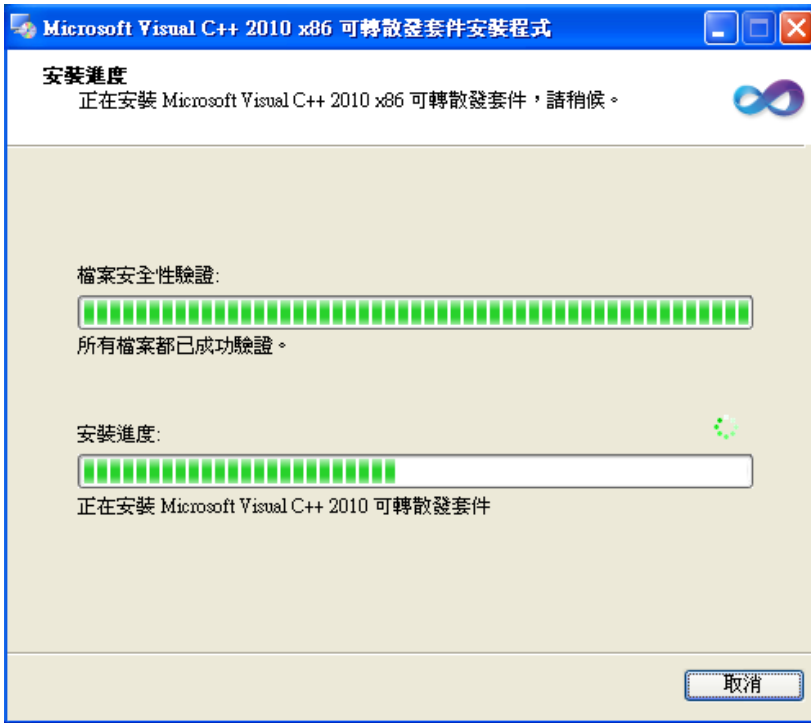 Microsoft Visual C++ 2010 x86 可轉散發套件安裝程式
安裝進度
正在安裝 Microsoft Visual C++ 2010 x86 可轉散發套件，請稍候。
檔案安全性驗證:
所有檔案都已成功驗證。
安裝進度:
正在安裝 Microsoft Visual C++ 2010 可轉散發套件
取消